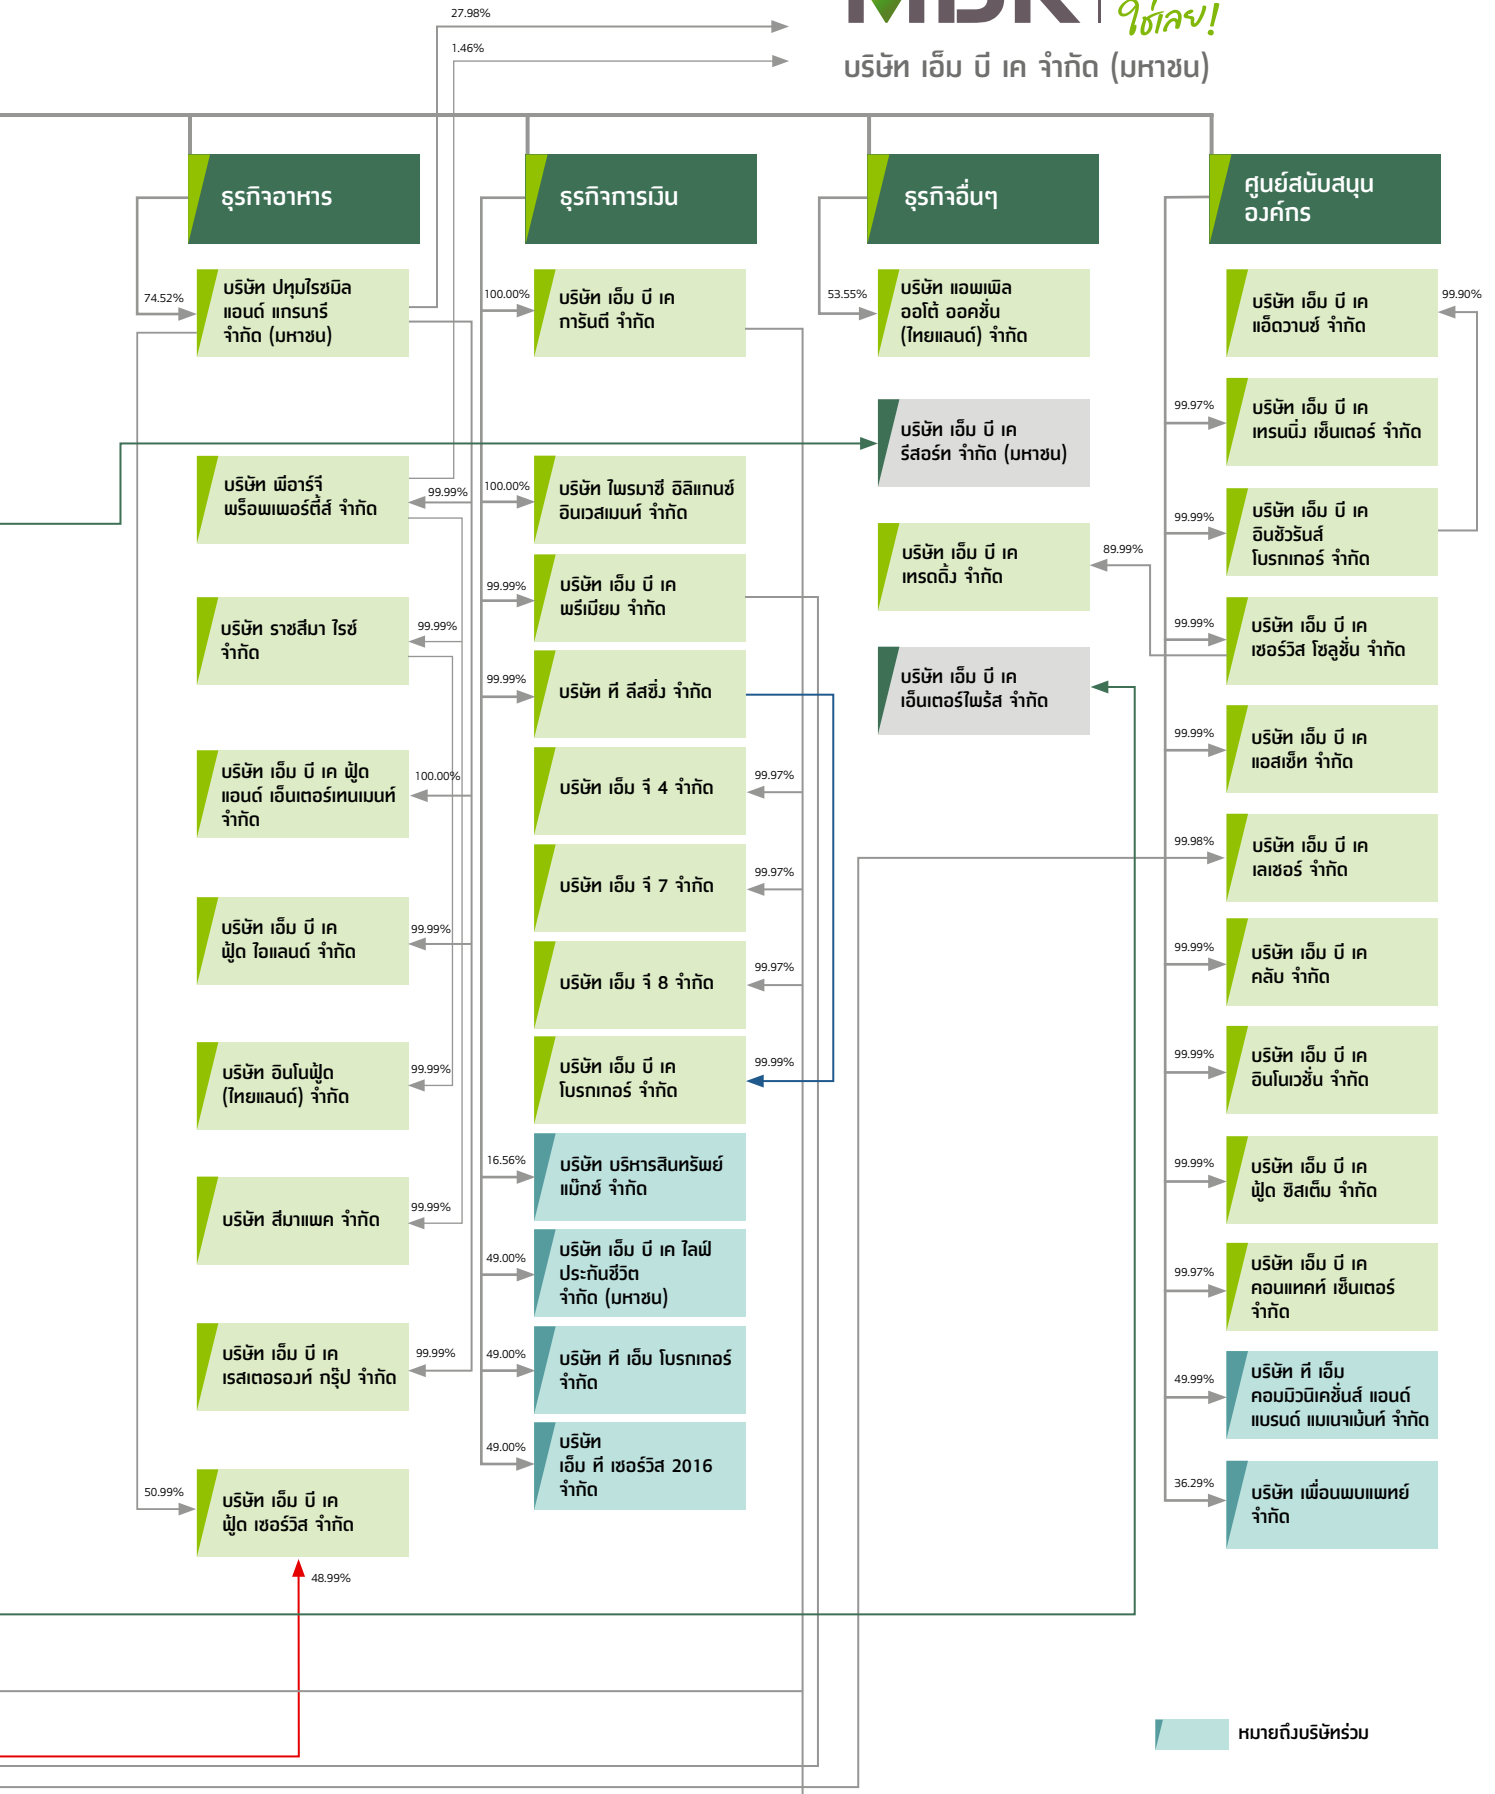 27.98%
1.46%
MBK
ใช่เลย!
บริษัท เอ็ม บี เค จำกัด (มหาชน)
ธุรกิจอาหาร
74.52%
บริษัท ปทุมไรซมิล
แอนด์ แกรนารี
จำกัด (มหาชน)
บริษัท พีอาร์จี
พร็อพเพอร์ตี้ส์ จำกัด
99.99%
บริษัท ราชสีมา ไรซ์
จำกัด
99.99%
บริษัท เอ็ม บี เค ฟู้ด
แอนด์ เอ็นเตอร์เทนเมนท์
จำกัด
100.00%
บริษัท เอ็ม บี เค
ฟู้ด ไอแลนด์ จำกัด
99.99%
บริษัท อินโนฟู้ด
(ไทยแลนด์) จำกัด
99.99%
บริษัท สีมาแพค จำกัด
99.99%
บริษัท เอ็ม บี เค
เรสเตอรองท์ กรุ๊ป จำกัด
99.99%
50.99%
บริษัท เอ็ม บี เค
ฟู้ด เซอร์วิส จำกัด
48.99%
ธุรกิจการเงิน
100.00%
บริษัท เอ็ม บี เค
การันตี จำกัด
100.00%
บริษัท ไพรมาซี อิลิแกนซ์
อินเวสเมนท์ จำกัด
99.99%
บริษัท เอ็ม บี เค
พรีเมียม จำกัด
99.99%
บริษัท ที ลีสซิ่ง จำกัด
บริษัท เอ็ม จี 4 จำกัด
99.97%
บริษัท เอ็ม จี 7 จำกัด
99.97%
บริษัท เอ็ม จี 8 จำกัด
99.97%
บริษัท เอ็ม บี เค
โบรกเกอร์ จำกัด
99.99%
16.56%
บริษัท บริหารสินทรัพย์
แม๊กซ์ จำกัด
49.00%
บริษัท เอ็ม บี เค ไลฟ์
ประกันชีวิต
จำกัด (มหาชน)
49.00%
บริษัท ที เอ็ม โบรกเกอร์
จำกัด
49.00%
บริษัท
เอ็ม ที เซอร์วิส 2016
จำกัด
ธุรกิจอื่นๆ
53.55%
บริษัท แอพเพิล
ออโต้ ออคชั่น
(ไทยแลนด์) จำกัด
บริษัท เอ็ม บี เค
รีสอร์ท จำกัด (มหาชน)
บริษัท เอ็ม บี เค
เทรดดิ้ง จำกัด
89.99%
บริษัท เอ็ม บี เค
เอ็นเตอร์ไพร้ส จำกัด
ศูนย์สนับสนุน
องค์กร
บริษัท เอ็ม บี เค
แอ็ดวานซ์ จำกัด
99.90%
99.97%
บริษัท เอ็ม บี เค
เทรนนิ่ง เซ็นเตอร์ จำกัด
99.99%
บริษัท เอ็ม บี เค
อินชัวรันส์
โบรกเกอร์ จำกัด
99.99%
บริษัท เอ็ม บี เค
เซอร์วิส โซลูชั่น จำกัด
99.99%
บริษัท เอ็ม บี เค
แอสเซ็ท จำกัด
99.98%
บริษัท เอ็ม บี เค
เลเชอร์ จำกัด
99.99%
บริษัท เอ็ม บี เค
คลับ จำกัด
99.99%
บริษัท เอ็ม บี เค
อินโนเวชั่น จำกัด
99.99%
บริษัท เอ็ม บี เค
ฟู้ด ซิสเต็ม จำกัด
99.97%
บริษัท เอ็ม บี เค
คอนแทคท์ เซ็นเตอร์
จำกัด
49.99%
บริษัท ที เอ็ม
คอมมิวนิเคชั่นส์ แอนด์
แบรนด์ แมเนจเม้นท์ จำกัด
36.29%
บริษัท เพื่อนพบแพทย์
จำกัด
หมายถึงบริษัทร่วม